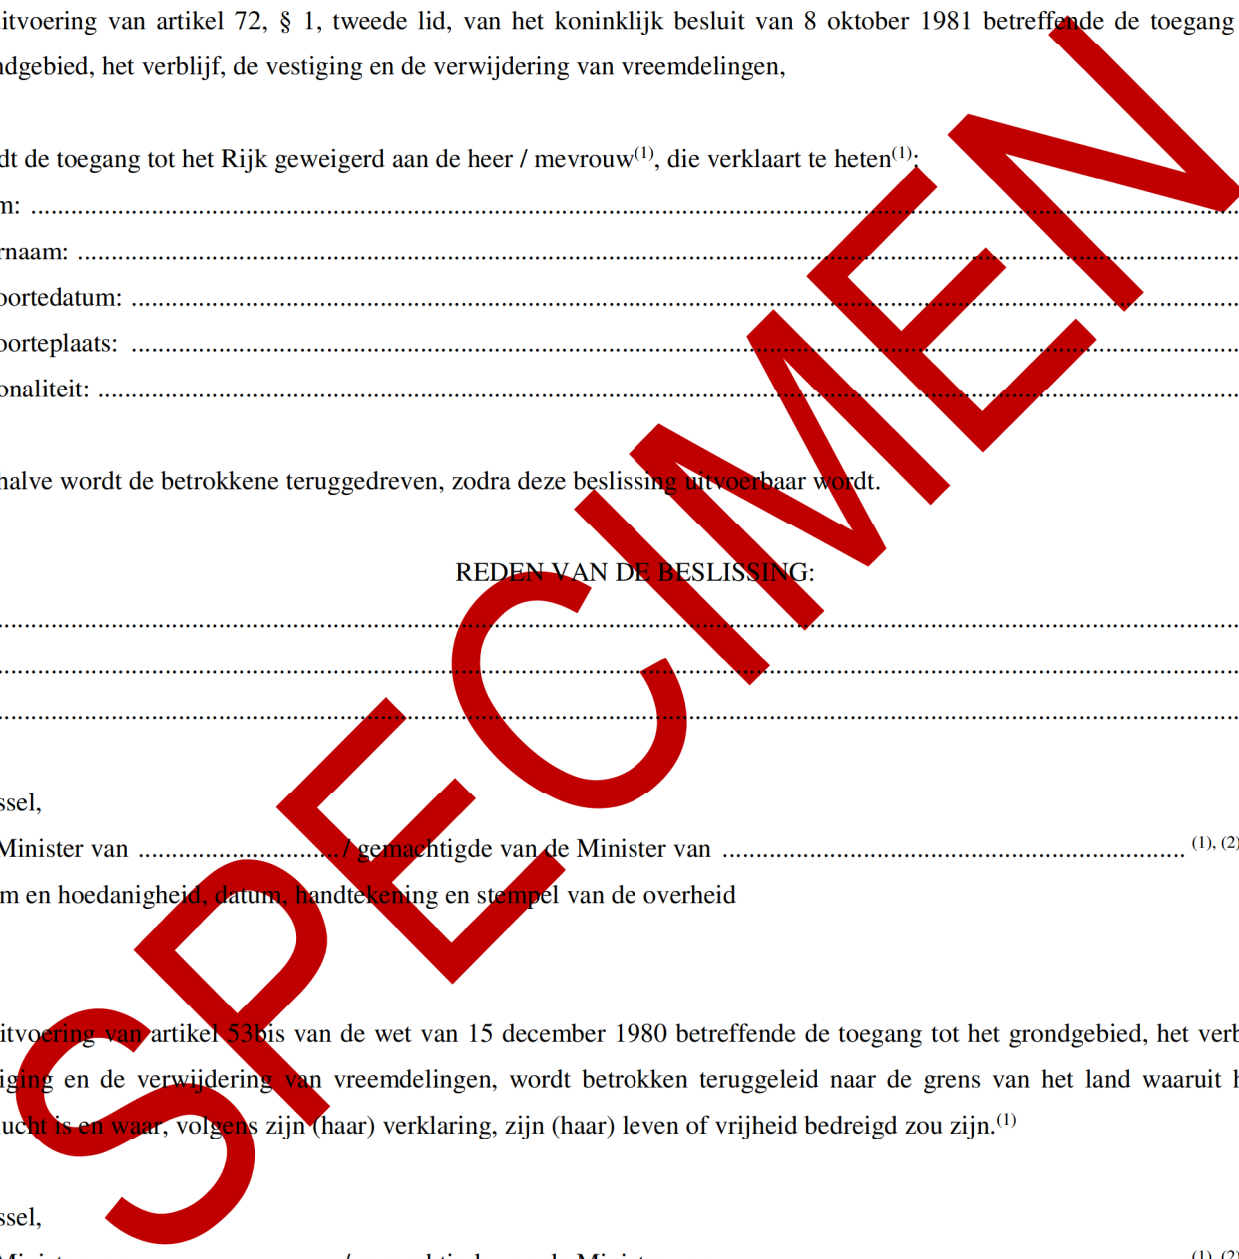 itvoering van artikel 72, § 1, tweede lid, van het koninklijk besluit van 8 oktober 1981 betreffende de toegang
ndgebied, het verblijf, de vestiging en de verwijdering van vreemdelingen,
dt de toegang tot het Rijk geweigerd aan de heer / mevrouw(1), die verklaart te heten(1):
m: ....................................................................................................
rnaam: ....................................................................................................
oortedatum: ....................................................................................................
oorteplaats: ....................................................................................................
onaliteit: ....................................................................................................
halve wordt de betrokkene teruggedreven, zodra deze beslissing uitvoerbaar wordt.
REDEN VAN DE BESLISSING:
....................................................................................................
....................................................................................................
....................................................................................................
ssel,
Minister van ............................../ gemachtigde van de Minister van .................................................................... (1), (2)
m en hoedanigheid, datum, handtekening en stempel van de overheid
itvoering van artikel 53bis van de wet van 15 december 1980 betreffende de toegang tot het grondgebied, het verb
iging en de verwijdering van vreemdelingen, wordt betrokken teruggeleid naar de grens van het land waaruit h
lucht is en waar, volgens zijn (haar) verklaring, zijn (haar) leven of vrijheid bedreigd zou zijn.(1)
ssel,
SPECIMEN